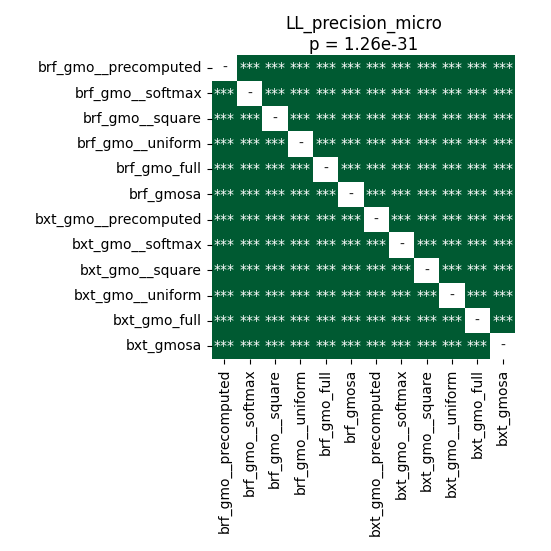 LL_precision_micro
p = 1.26e-31
brf_gmo__precomputed - *** *** *** *** *** *** *** *** *** *** ***
brf_gmo__softmax *** - *** *** *** *** *** *** *** *** *** ***
brf_gmo__square *** *** - *** *** *** *** *** *** *** *** ***
brf_gmo__uniform *** *** *** - *** *** *** *** *** *** *** ***
brf_gmo_full *** *** *** *** - *** *** *** *** *** *** ***
brf_gmosa *** *** *** *** *** - *** *** *** *** *** ***
bxt_gmo__precomputed *** *** *** *** *** *** - *** *** *** *** ***
bxt_gmo__softmax *** *** *** *** *** *** *** - *** *** *** ***
bxt_gmo__square *** *** *** *** *** *** *** *** - *** *** ***
bxt_gmo__uniform *** *** *** *** *** *** *** *** *** - *** ***
bxt_gmo_full *** *** *** *** *** *** *** *** *** *** - ***
bxt_gmosa *** *** *** *** *** *** *** *** *** *** *** -
brf_gmo__precomputed
brf_gmo__softmax
brf_gmo__square
brf_gmo__uniform
brf_gmo_full
brf_gmosa
bxt_gmo__precomputed
bxt_gmo__softmax
bxt_gmo__square
bxt_gmo__uniform
bxt_gmo_full
bxt_gmosa